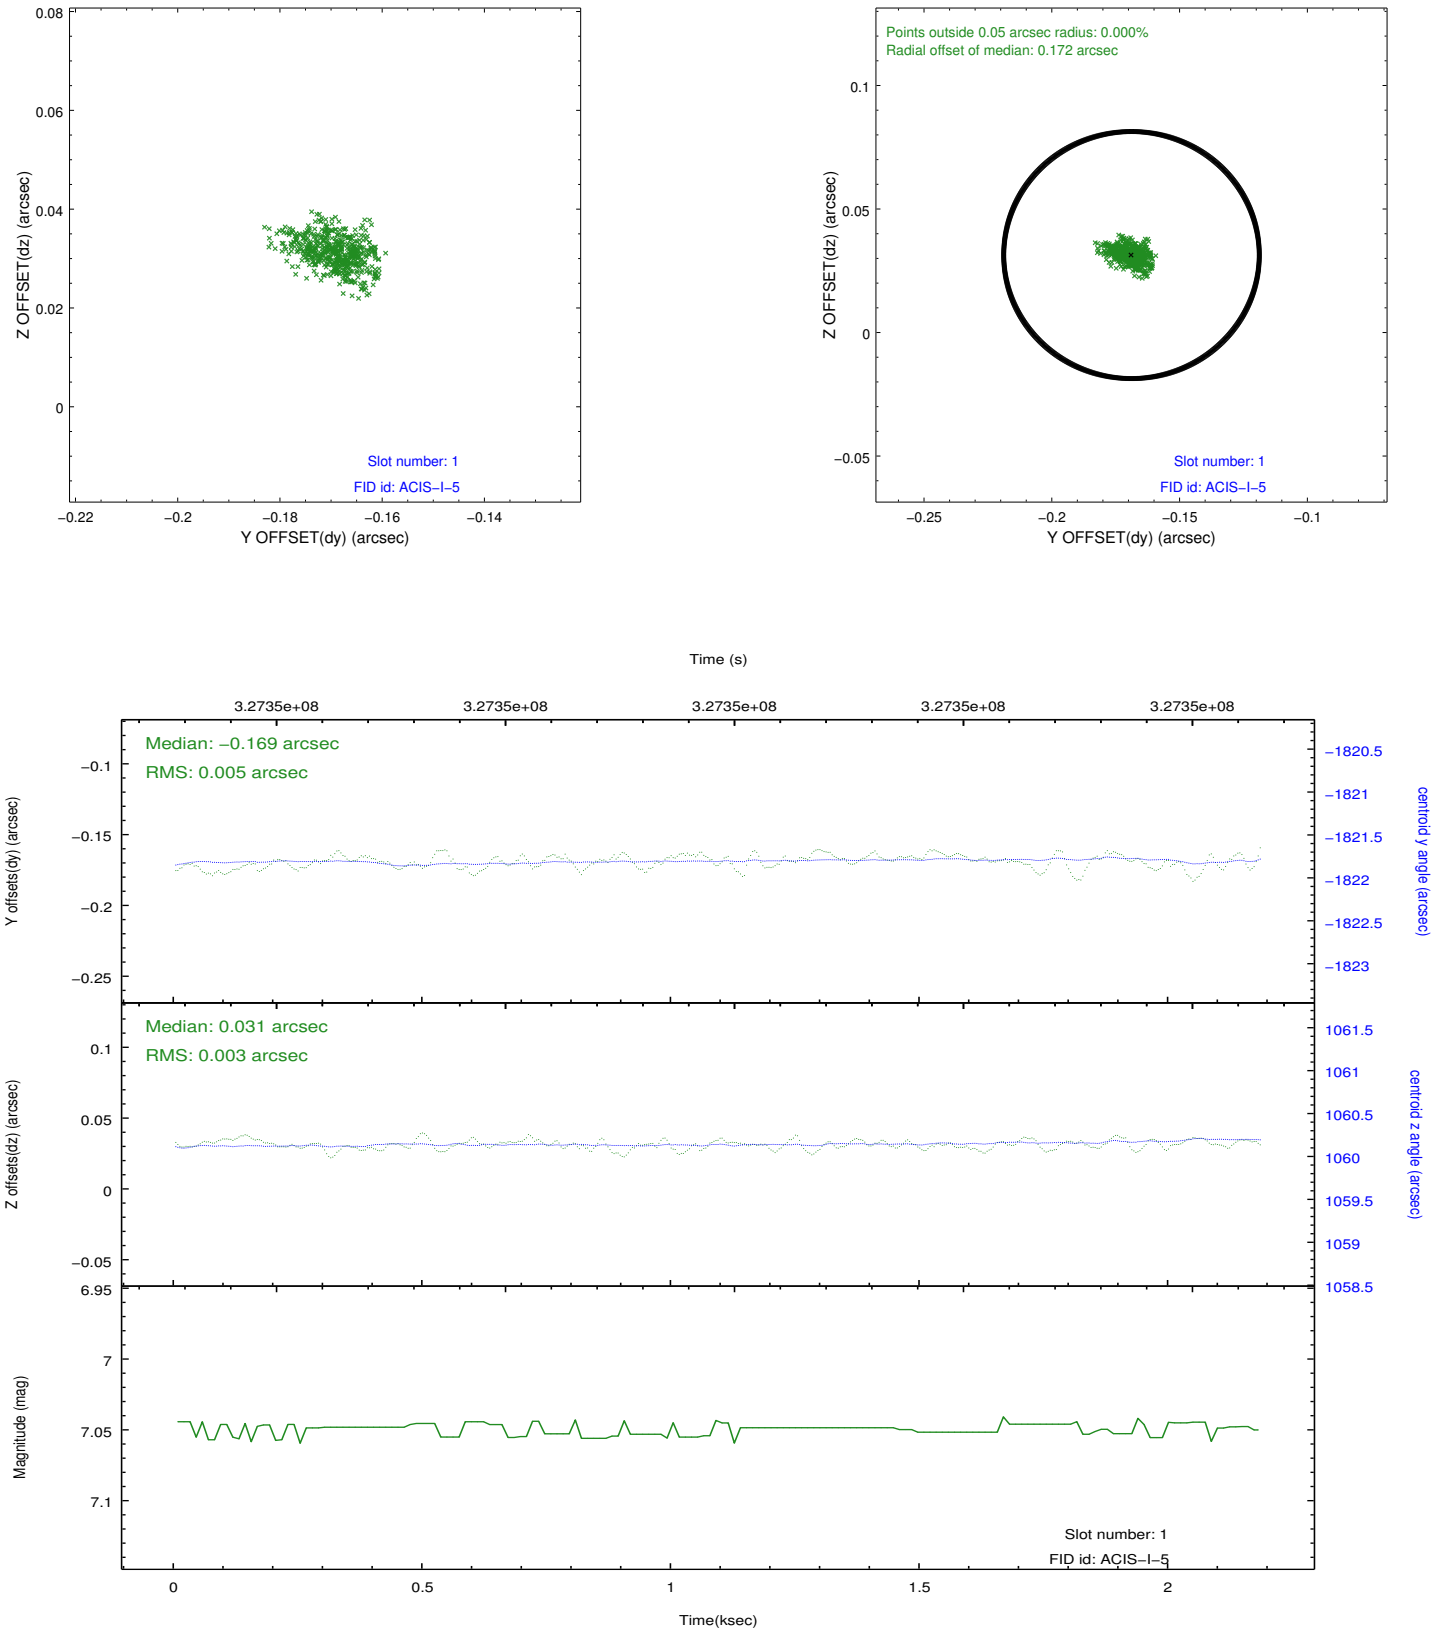 0.08
0.06
0.04
0.02
0
Z OFFSET(dz) (arcsec)
Slot number: 1
FID id: ACIS−I−5
−0.22
−0.2
−0.18
−0.16
−0.14
Y OFFSET(dy) (arcsec)
Points outside 0.05 arcsec radius: 0.000%
Radial offset of median: 0.172 arcsec
0.1
0.05
0
−0.05
Z OFFSET(dz) (arcsec)
Slot number: 1
FID id: ACIS−I−5
−0.25
−0.2
−0.15
−0.1
Y OFFSET(dy) (arcsec)
Time (s)
3.2735e+08
3.2735e+08
3.2735e+08
3.2735e+08
3.2735e+08
Median: −0.169 arcsec
RMS: 0.005 arcsec
−0.1
−0.15
−0.2
−0.25
Y offsets(dy) (arcsec)
−1820.5
−1821
−1821.5
−1822
−1822.5
−1823
centroid y angle (arcsec)
Median: 0.031 arcsec
RMS: 0.003 arcsec
0.1
0.05
0
−0.05
Z offsets(dz) (arcsec)
1061.5
1061
1060.5
1060
1059.5
1059
1058.5
centroid z angle (arcsec)
6.95
7
7.05
7.1
Magnitude (mag)
Slot number: 1
FID id: ACIS−I−5
0
0.5
1
1.5
2
Time(ksec)